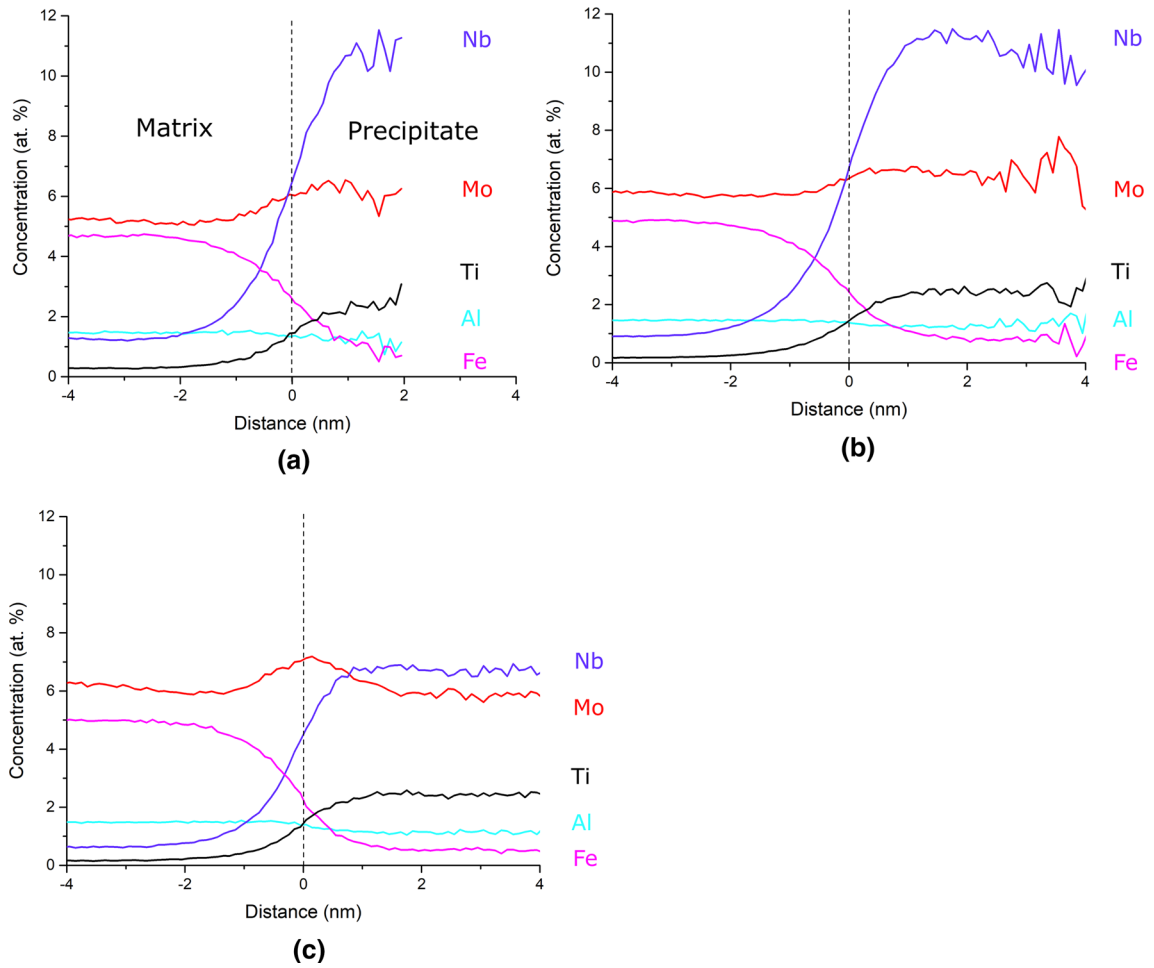 12
10
8
6
4
2
0
Concentration (at. %)
Matrix
Precipitate
Nb
Mo
Ti
Al
Fe
-4
-2
0
2
4
Distance (nm)
(a)
12
10
8
6
4
2
0
Concentration (at. %)
Nb
Mo
Ti
Al
Fe
-4
-2
0
2
4
Distance (nm)
(b)
12
10
8
6
4
2
0
Concentration (at. %)
Nb
Mo
Ti
Al
Fe
-4
-2
0
2
4
Distance (nm)
(c)